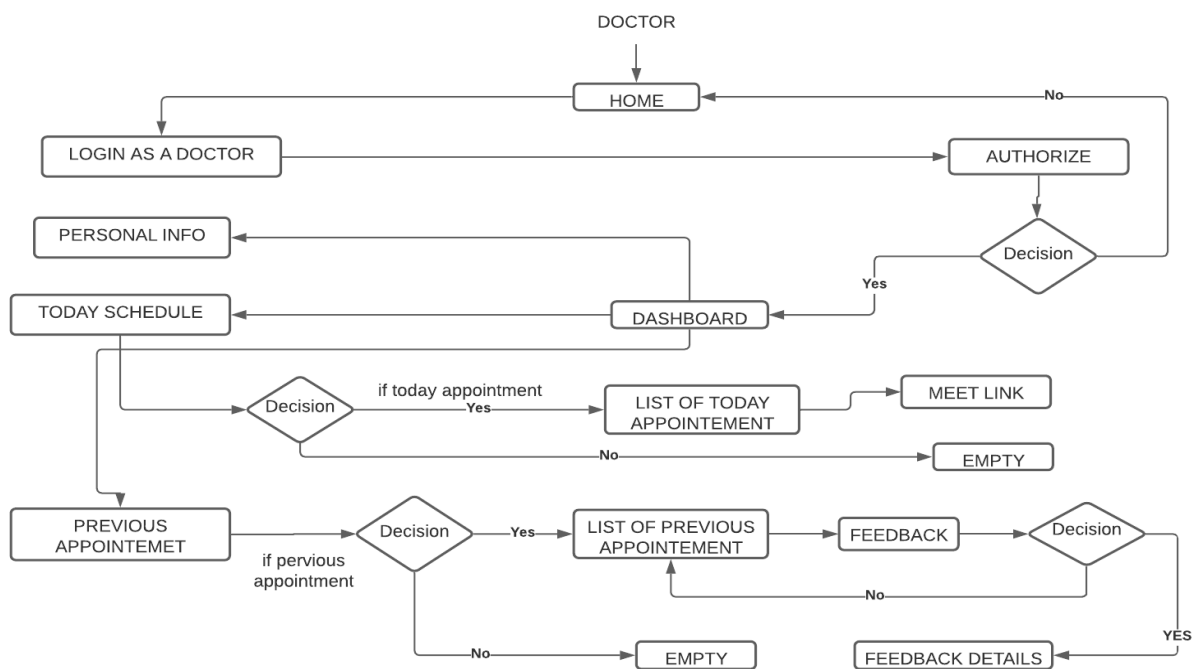 DOCTOR
HOME
No
LOGIN AS A DOCTOR
AUTHORIZE
PERSONAL INFO
Decision
Yes
TODAY SCHEDULE
DASHBOARD
Decision
if today appointment
Yes
LIST OF TODAY
APPOINTEMENT
MEET LINK
No
EMPTY
PREVIOUS
APPOINTEMET
if pervious
appointment
Decision
Yes
LIST OF PREVIOUS
APPOINTEMENT
FEEDBACK
Decision
No
YES
No
EMPTY
FEEDBACK DETAILS